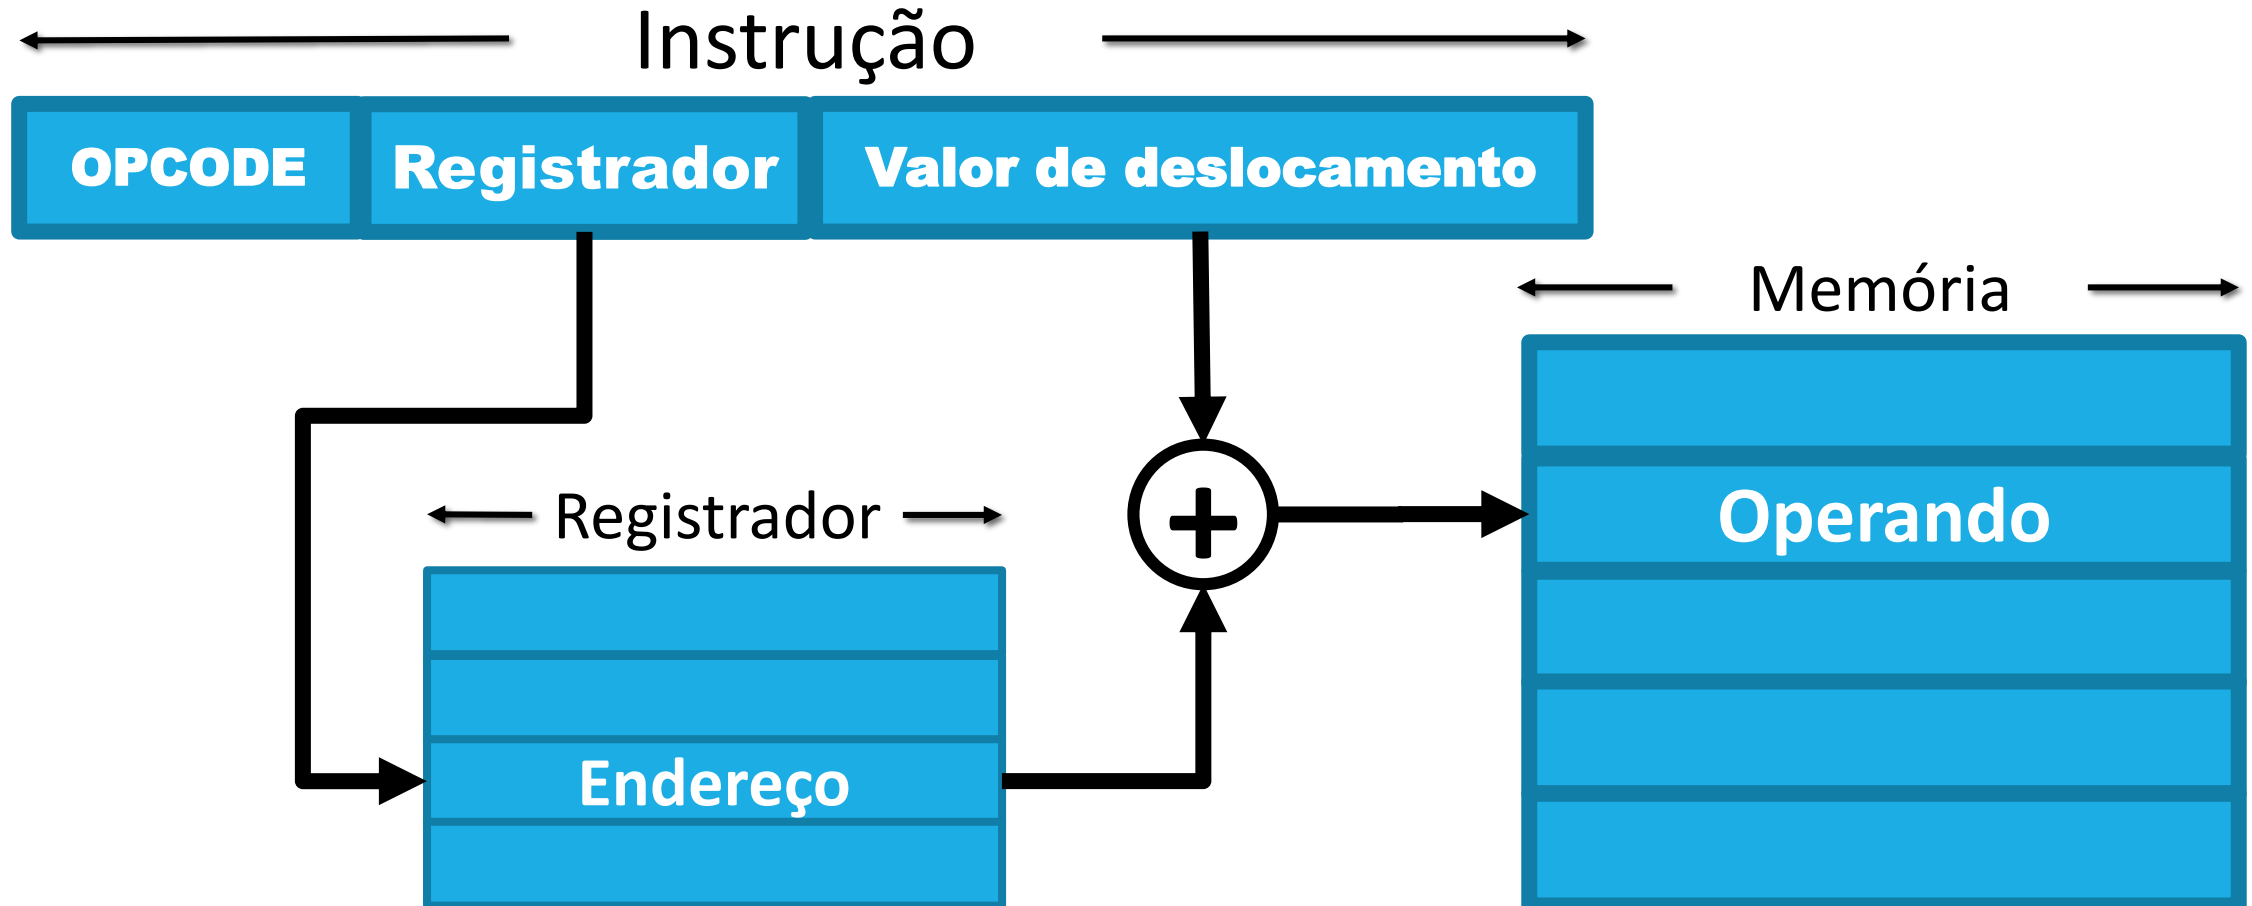 Instrução
OPCODE
Registrador
Valor de deslocamento
Memória
Registrador
+
Operando
Endereço